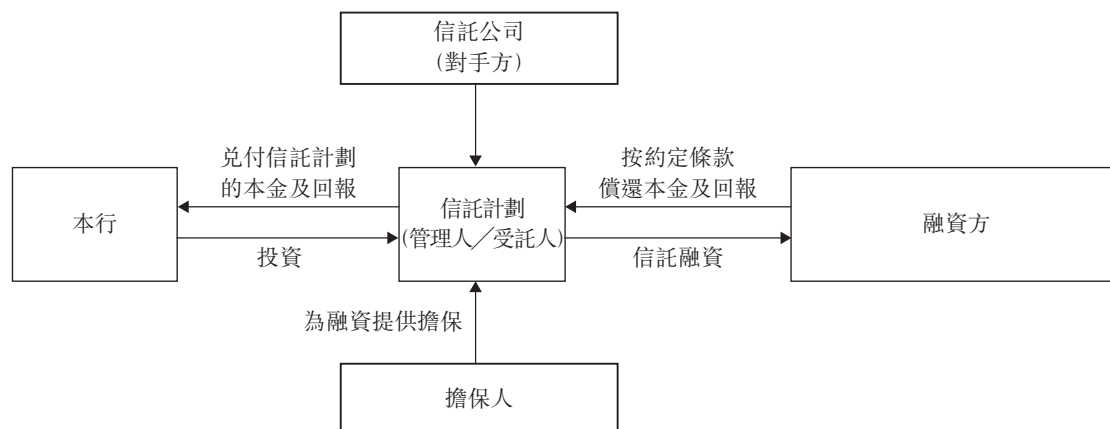 信託公司
(對手方)
兌付信託計劃
的本金及回報
按約定條款
償還本金及回報
本行
信託計劃
(管理人／受託人)
融資方
投資
信託融資
為融資提供擔保
擔保人